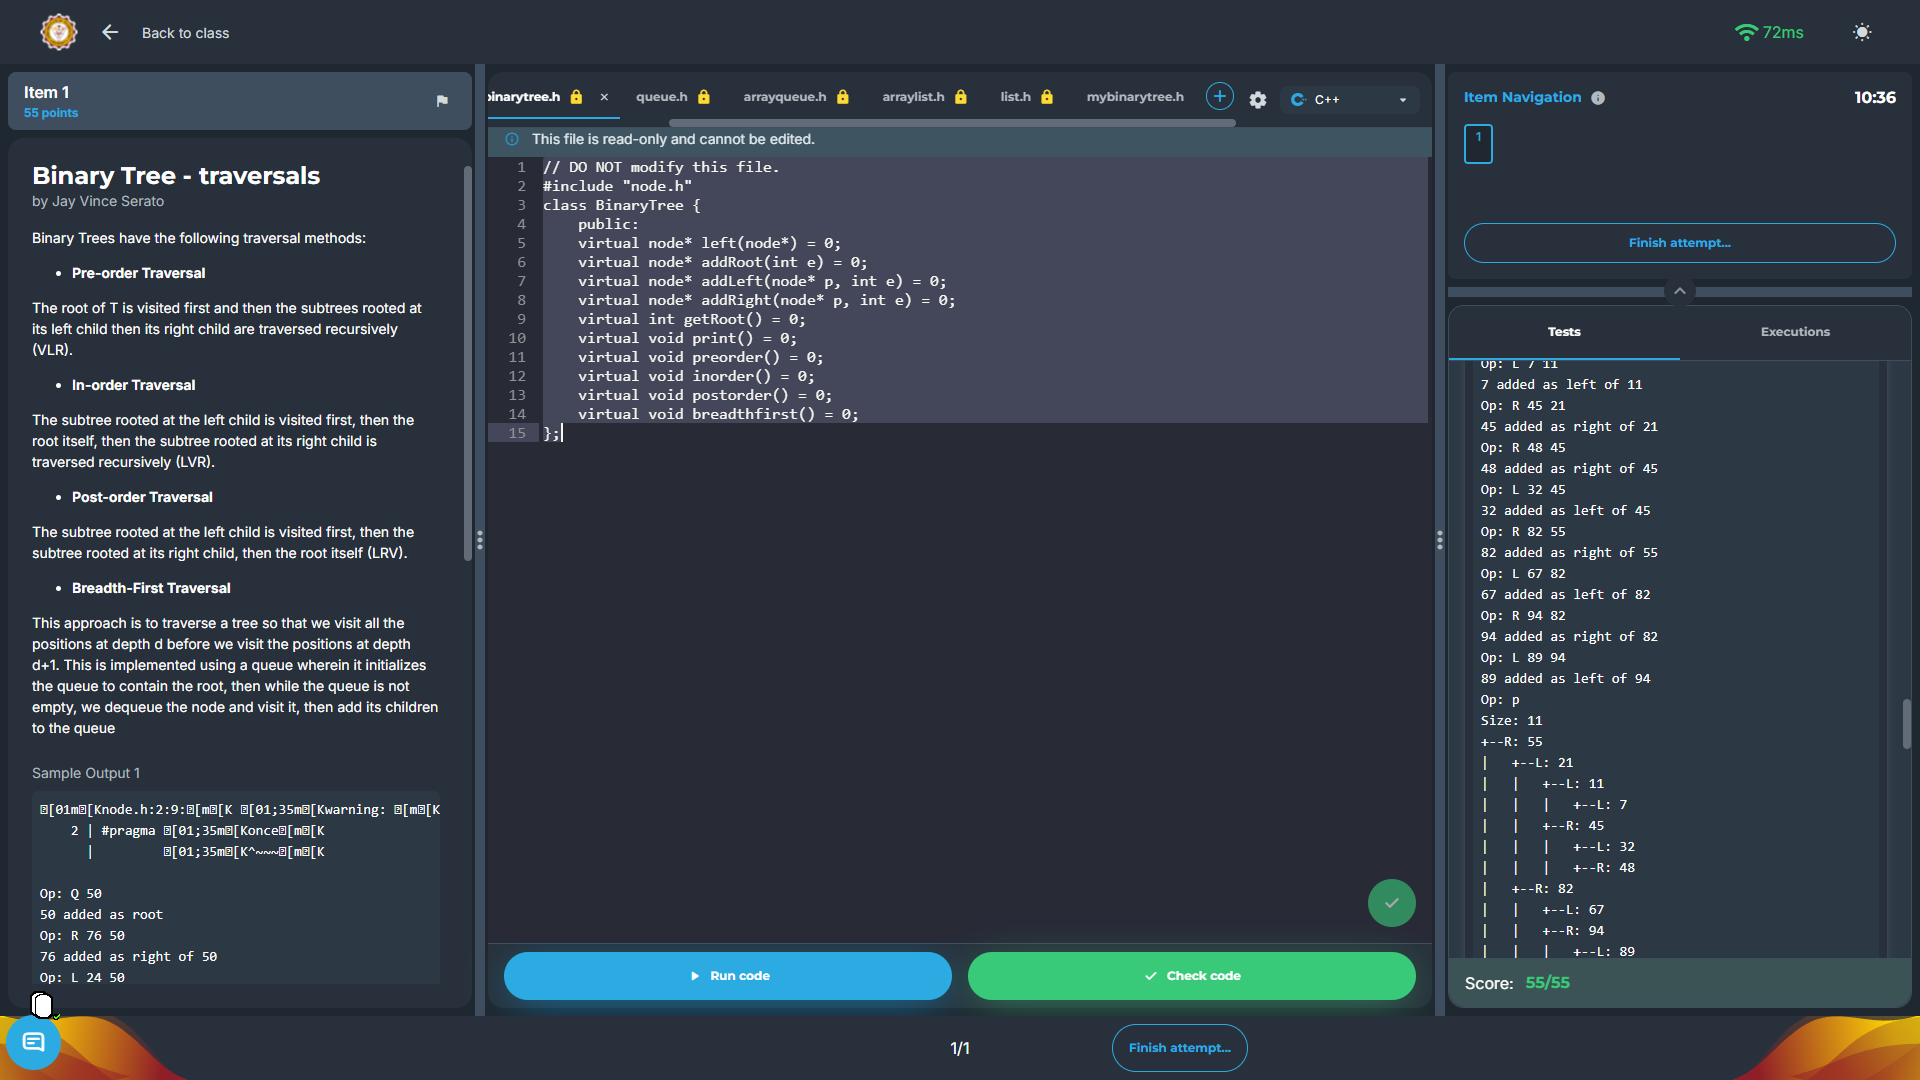 Back to class
72ms
Item 1
55 points
Binary Tree - traversals
by Jay Vince Serato
Binary Trees have the following traversal methods:
• Pre-order Traversal
The root of T is visited first and then the subtrees rooted at
its left child then its right child are traversed recursively
(VLR).
• In-order Traversal
The subtree rooted at the left child is visited first, then the
root itself, then the subtree rooted at its right child is
traversed recursively (LVR).
• Post-order Traversal
The subtree rooted at the left child is visited first, then the
subtree rooted at its right child, then the root itself (LRV).
• Breadth-First Traversal
This approach is to traverse a tree so that we visit all the
positions at depth d before we visit the positions at depth
d+1. This is implemented using a queue wherein it initializes
the queue to contain the root, then while the queue is not
empty, we dequeue the node and visit it, then add its children
to the queue
Sample Output 1
[01m[Knode.h:2:9:[m[K [01;35m[Kwarning: [m[K
2 | #pragma [01;35m[Konce[m[K
| [01;35m[K^~~~[m[K
Op: Q 50
50 added as root
Op: R 76 50
76 added as right of 50
Op: L 24 50
inarytree.h
queue.h
arrayqueue.h
arraylist.h
list.h
mybinarytree.h
C++
This file is read-only and cannot be edited.
1 // DO NOT modify this file.
2 #include "node.h"
3 class BinaryTree {
4 public:
5 virtual node* left(node*) = 0;
6 virtual node* addRoot(int e) = 0;
7 virtual node* addLeft(node* p, int e) = 0;
8 virtual node* addRight(node* p, int e) = 0;
9 virtual int getRoot() = 0;
10 virtual void print() = 0;
11 virtual void preorder() = 0;
12 virtual void inorder() = 0;
13 virtual void postorder() = 0;
14 virtual void breadthfirst() = 0;
15 };
Run code
Check code
Item Navigation
10:36
1
Finish attempt...
Tests
Executions
Op: L 7 11
7 added as left of 11
Op: R 45 21
45 added as right of 21
Op: R 48 45
48 added as right of 45
Op: L 32 45
32 added as left of 45
Op: R 82 55
82 added as right of 55
Op: L 67 82
67 added as left of 82
Op: R 94 82
94 added as right of 82
Op: L 89 94
89 added as left of 94
Op: p
Size: 11
+--R: 55
| +--L: 21
| | +--L: 11
| | | +--L: 7
| | +--R: 45
| | | +--L: 32
| | | +--R: 48
| +--R: 82
| | +--L: 67
| | +--R: 94
| | | +--L: 89
Score: 55/55
1/1
Finish attempt...